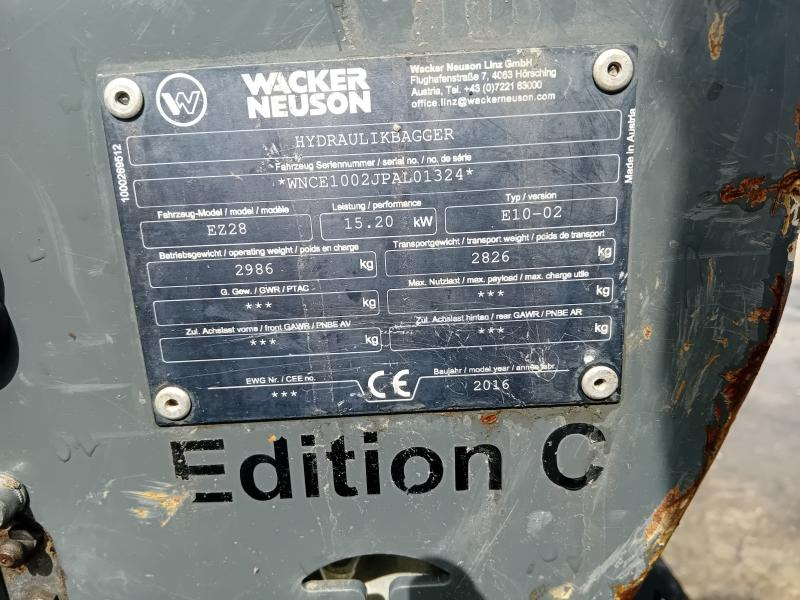 W
WACKER
NEUSON
Wacker Neuson Linz GmbH
Flughafenstraße 7, 4063 Hörsching
Austria, Tel. +43 (0)7221 63000
office.linz@wackerneuson.com
1000269512
Made in Austria
HYDRAULIKBAGGER
Fahrzeug Seriennummer / serial no. / no. de série
*WNCE1002JPAL01324*
Fahrzeug-Model / model / modèle
Leistung / performance
Typ / version
EZ28
15.20 kW
E10-02
Betriebsgewicht / operating weight / poids en charge
Transportgewicht / transport weight / poids de transport
2986 kg
2826 kg
G. Gew. / GWR / PTAC
Max. Nutzlast / max. payload / max. charge utile
*** kg
*** kg
Zul. Achslast vorne / front GAWR / PNBE AV
Zul. Achslast hinten / rear GAWR / PNBE AR
*** kg
*** kg
EWG Nr. / CEE no.
***
CE
Baujahr / model year / année fabr.
2016
Edition C